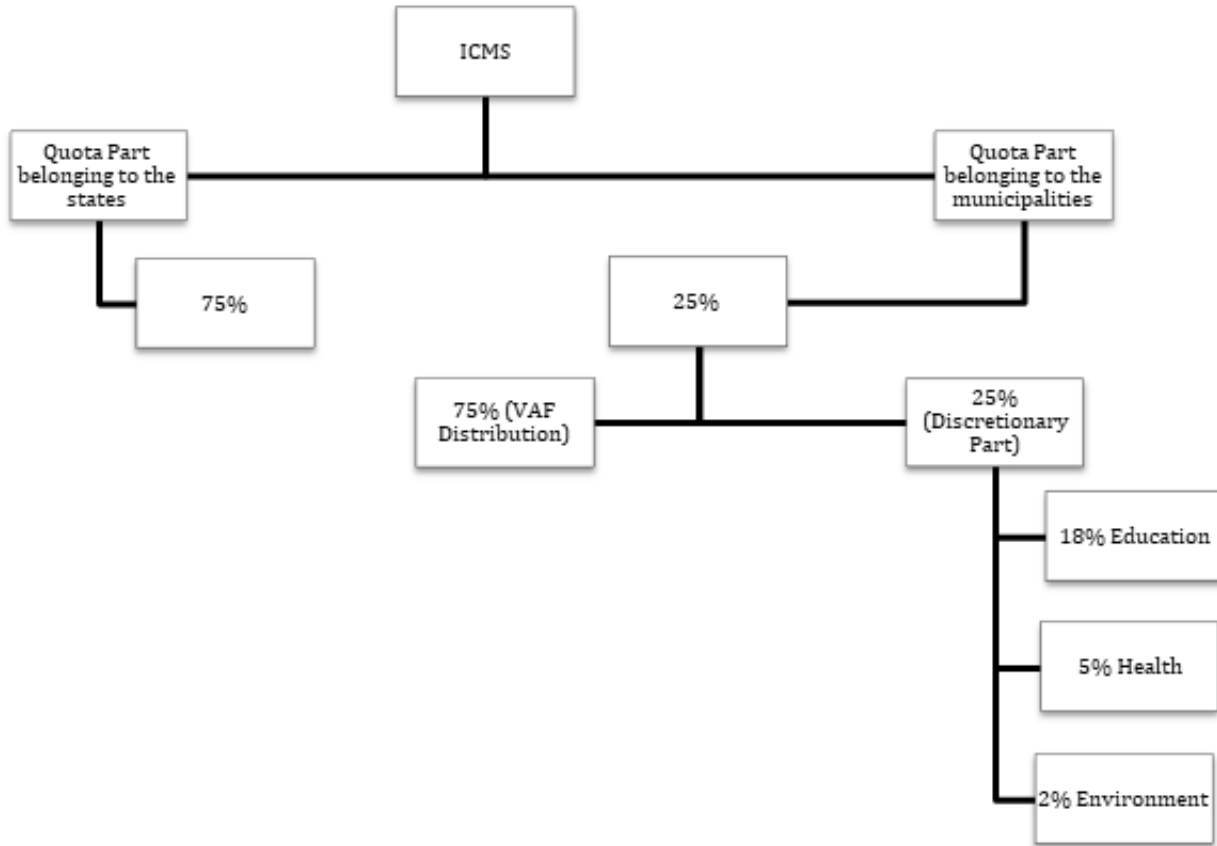 ICMS
Quota Part
belonging to the
states
Quota Part
belonging to the
municipalities
75%
25%
75% (VAF
Distribution)
25%
(Discretionary
Part)
18% Education
5% Health
2% Environment